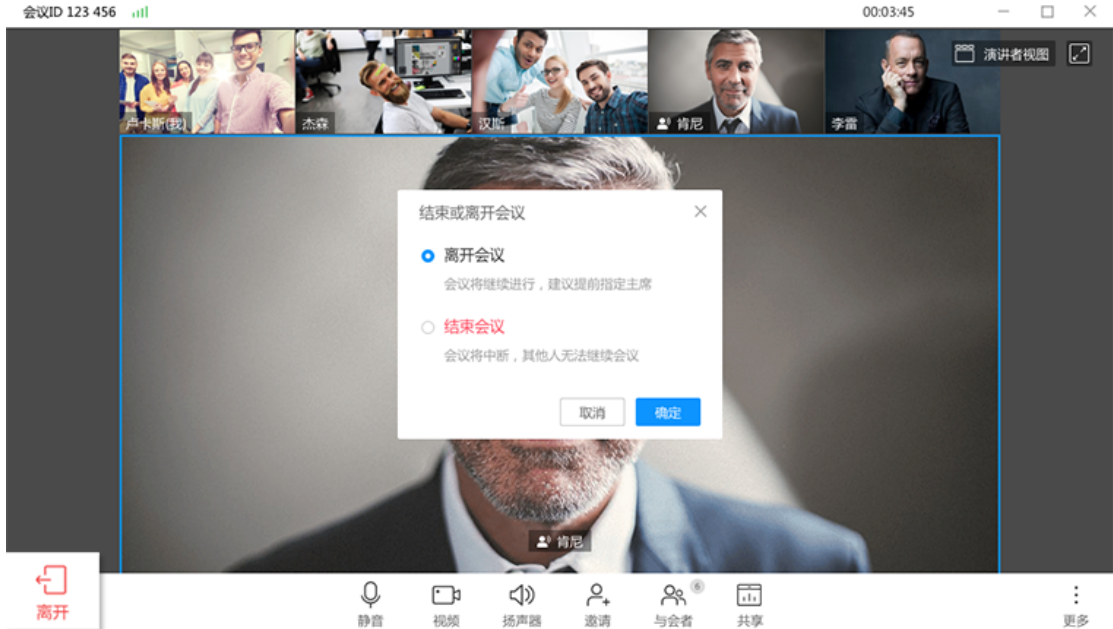 会议ID 123 456
00:03:45
演讲者视图
卢卡斯(我)
杰森
汉斯
肯尼
李雷
结束或离开会议
离开会议
会议将继续进行，建议提前指定主席
结束会议
会议将中断，其他人无法继续会议
取消
确定
肯尼
离开
静音
视频
扬声器
邀请
与会者
6
共享
更多